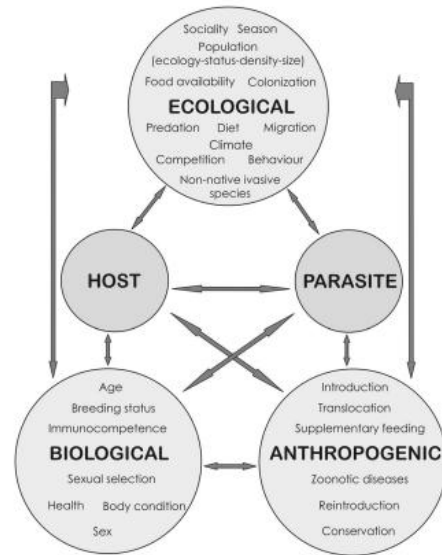 Sociality Season
Population
(ecology-status-density-size)
Food availability Colonization
ECOLOGICAL
Predation Diet Migration
Climate
Competition Behaviour
Non-native ivasive
species
HOST
PARASITE
Age
Breeding status
Immunocompetence
BIOLOGICAL
Sexual selection
Health Body condition
Sex
Introduction
Translocation
Supplementary feeding
ANTHROPOGENIC
Zoonotic diseases
Reintroduction
Conservation